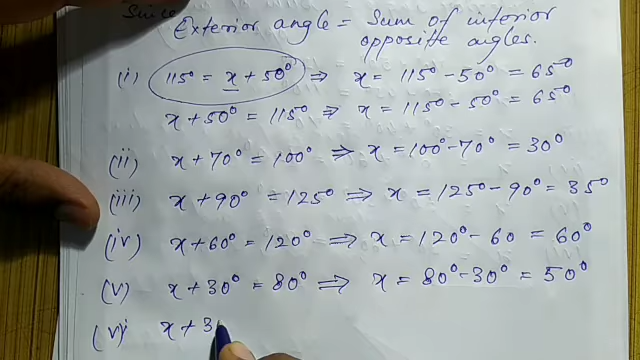 Since
Exterior angle = Sum of interior
opposite angles.
(i) 115° = x + 50° ⇒ x = 115° - 50° = 65°
x + 50° = 115° ⇒ x = 115° - 50° = 65°
(ii) x + 70° = 100° ⇒ x = 100° - 70° = 30°
(iii) x + 90° = 125° ⇒ x = 125° - 90° = 35°
(iv) x + 60° = 120° ⇒ x = 120° - 60 = 60°
(v) x + 30° = 80° ⇒ x = 80° - 30° = 50°
(vi) x + 3